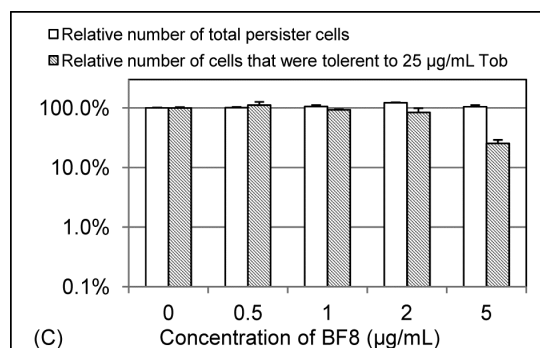 Relative number of total persister cells
Relative number of cells that were tolerent to 25 µg/mL Tob
100.0%
10.0%
1.0%
0.1%
0 0.5 1 2 5
(C) Concentration of BF8 (µg/mL)